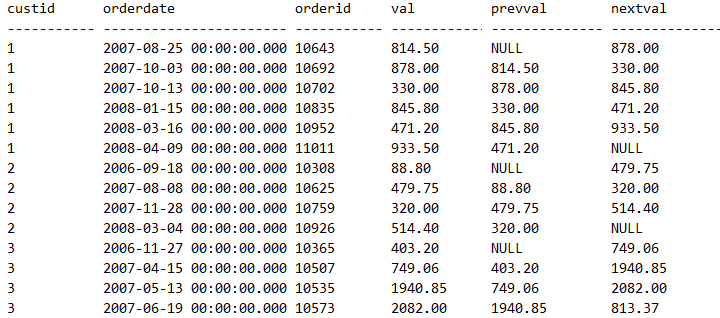 custid orderdate orderid val prevval nextval
----------- ----------------------- ----------- ------------ ------------- -------------
1 2007-08-25 00:00:00.000 10643 814.50 NULL 878.00
1 2007-10-03 00:00:00.000 10692 878.00 814.50 330.00
1 2007-10-13 00:00:00.000 10702 330.00 878.00 845.80
1 2008-01-15 00:00:00.000 10835 845.80 330.00 471.20
1 2008-03-16 00:00:00.000 10952 471.20 845.80 933.50
1 2008-04-09 00:00:00.000 11011 933.50 471.20 NULL
2 2006-09-18 00:00:00.000 10308 88.80 NULL 479.75
2 2007-08-08 00:00:00.000 10625 479.75 88.80 320.00
2 2007-11-28 00:00:00.000 10759 320.00 479.75 514.40
2 2008-03-04 00:00:00.000 10926 514.40 320.00 NULL
3 2006-11-27 00:00:00.000 10365 403.20 NULL 749.06
3 2007-04-15 00:00:00.000 10507 749.06 403.20 1940.85
3 2007-05-13 00:00:00.000 10535 1940.85 749.06 2082.00
3 2007-06-19 00:00:00.000 10573 2082.00 1940.85 813.37